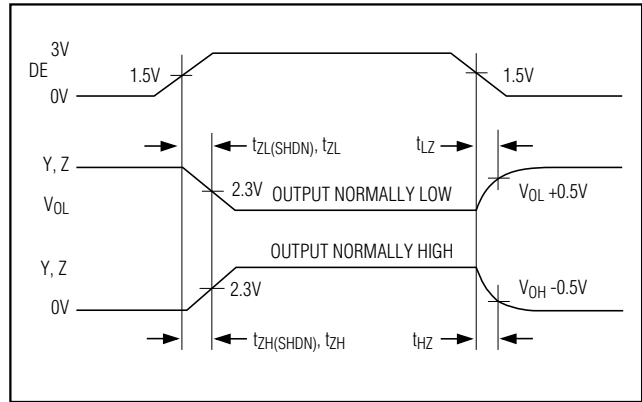 3V
DE
1.5V
1.5V
0V
tZL(SHDN), tZL
tLZ
Y, Z
2.3V
OUTPUT NORMALLY LOW
VOL +0.5V
VOL
OUTPUT NORMALLY HIGH
Y, Z
2.3V
VOH -0.5V
0V
tZH(SHDN), tZH
tHZ